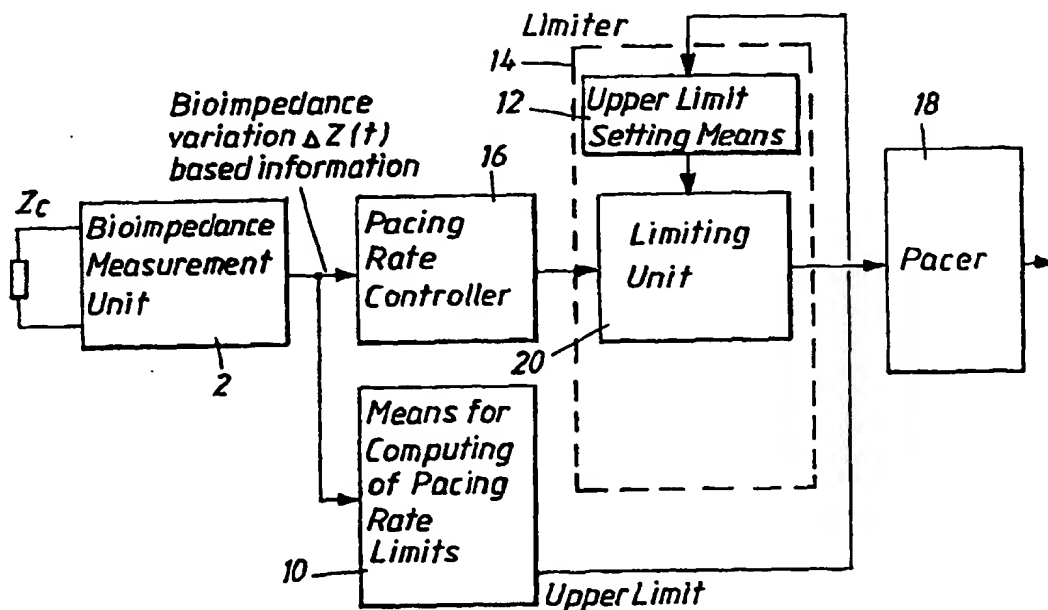 Limiter
14
12
Upper Limit
Setting Means
Bioimpedance
variation Δ Z(t)
based information
16
18
Zc
Bioimpedance
Measurement
Unit
Pacing
Rate
Controller
Limiting
Unit
Pacer
2
20
Means for
Computing
of Pacing
Rate
Limits
10
Upper Limit